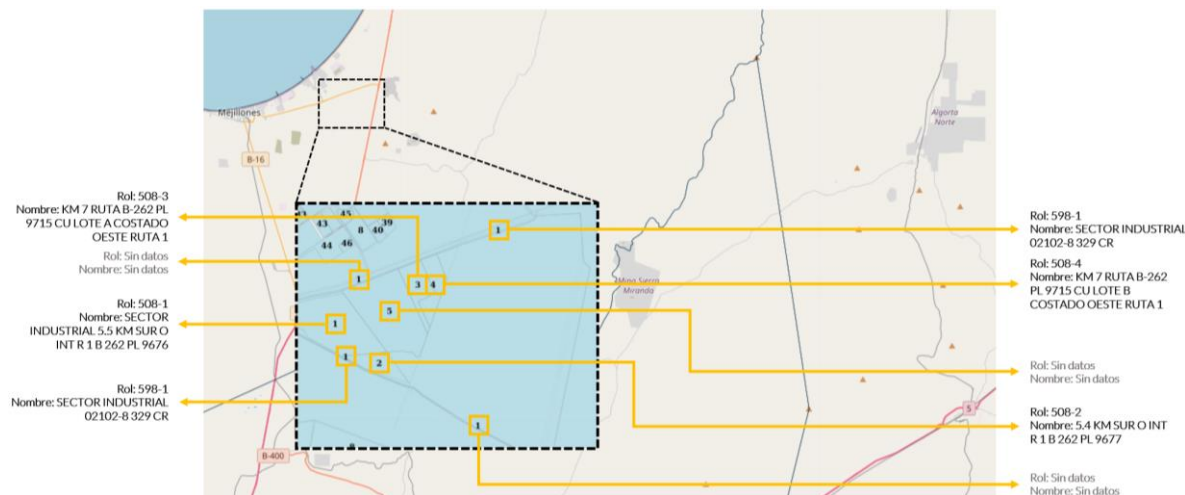 Mejillones
B-16
Algorta
Norte
Rol: 508-3
Nombre: KM 7 RUTA B-262 PL
9715 CU LOTE A COSTADO
OESTE RUTA 1
Rol: Sin datos
Nombre: Sin datos
Rol: 508-1
Nombre: SECTOR
INDUSTRIAL 5.5 KM SUR O
INT R 1 B 262 PL 9676
Rol: 598-1
Nombre: SECTOR INDUSTRIAL
02102-8 329 CR
45
43
39
8
40
44
46
1
1
3
4
5
1
1
2
1
B-400
Mina Sierra
Miranda
5
Rol: 598-1
Nombre: SECTOR INDUSTRIAL
02102-8 329 CR
Rol: 508-4
Nombre: KM 7 RUTA B-262
PL 9715 CU LOTE B
COSTADO OESTE RUTA 1
Rol: Sin datos
Nombre: Sin datos
Rol: 508-2
Nombre: 5.4 KM SUR O INT
R 1 B 262 PL 9677
Rol: Sin datos
Nombre: Sin datos